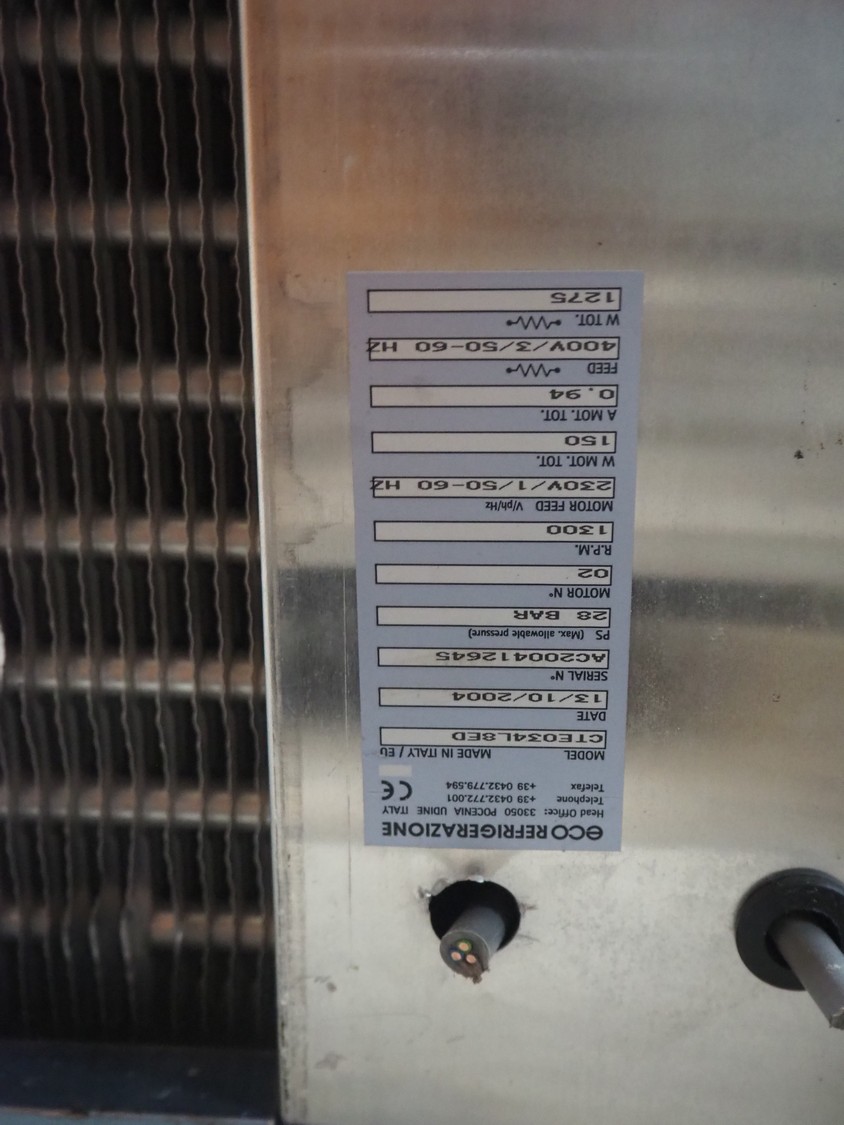 eco REFRIGERAZIONE
Head Office: 33050 POCENIA UDINE ITALY
Telephone +39 0432.772.001
Telefax +39 0432.779.594
CE
MODEL MADE IN ITALY / EU
CTE034L8ED
DATE
13/10/2004
SERIAL N°
AC200412645
PS (Max. allowable pressure)
28 BAR
MOTOR N°
02
R.P.M.
1300
MOTOR FEED V/ph/Hz
230V/1/50-60 HZ
W MOT. TOT.
150
A MOT. TOT.
0.94
FEED
400V/3/50-60 HZ
W TOT.
1275